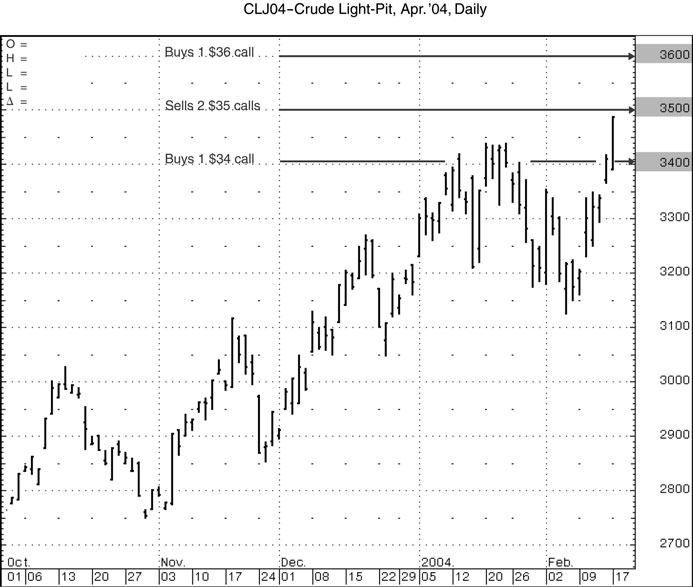 CLJ04–Crude Light-Pit, Apr. '04, Daily
O =
H =
L =
L =
Δ =
Buys 1 $36 call
3600
Sells 2 $35 calls
3500
Buys 1 $34 call
3400
3300
3200
3100
3000
2900
2800
2700
Oct. Nov. Dec. 2004 Feb.
01 06 13 20 27 03 10 17 24 01 08 15 22 29 05 12 20 26 02 09 17